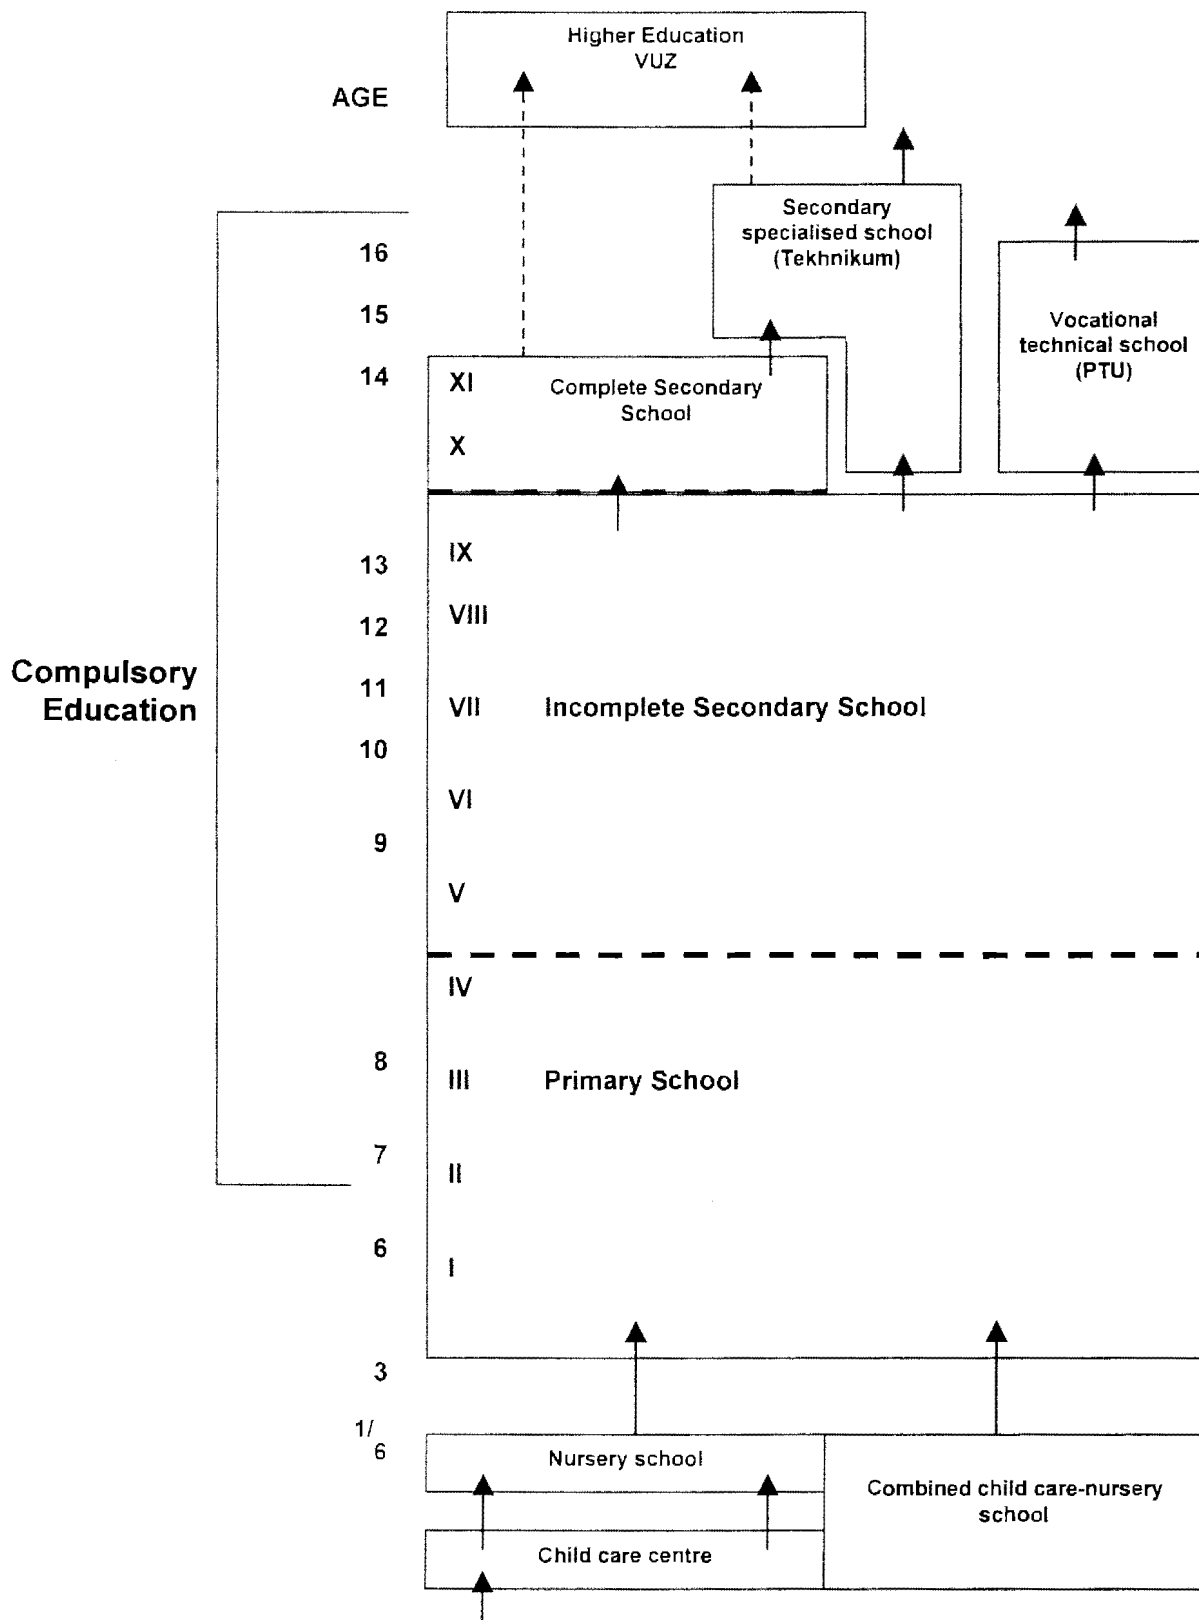 Higher Education
VUZ
AGE
Secondary
specialised school
(Tekhnikum)
16
15
Vocational
technical school
(PTU)
14
XI
Complete Secondary
School
X
IX
13
VIII
12
Compulsory
Education
11
VII
Incomplete Secondary School
10
VI
9
V
IV
8
III
Primary School
7
II
6
I
3
1/
6
Nursery school
Combined child care-nursery
school
Child care centre